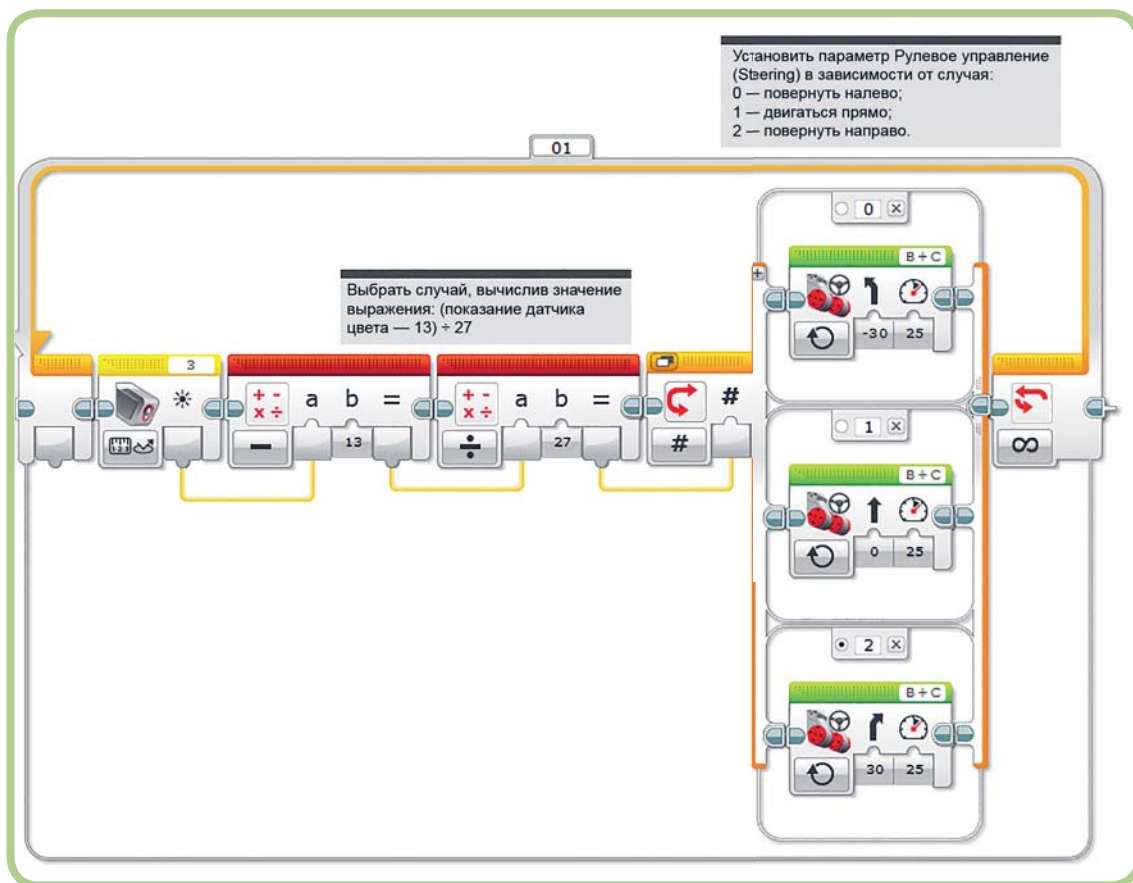 Установить параметр Рулевое управление
(Steering) в зависимости от случая:
0 — повернуть налево;
1 — двигаться прямо;
2 — повернуть направо.
01
0
B+C
-30 25
Выбрать случай, вычислив значение
выражения: (показание датчика
цвета — 13) ÷ 27
3
+ - × ÷ a b =
− 13
+ - × ÷ a b =
÷ 27
#
#
∞
1
B+C
0 25
2
B+C
30 25